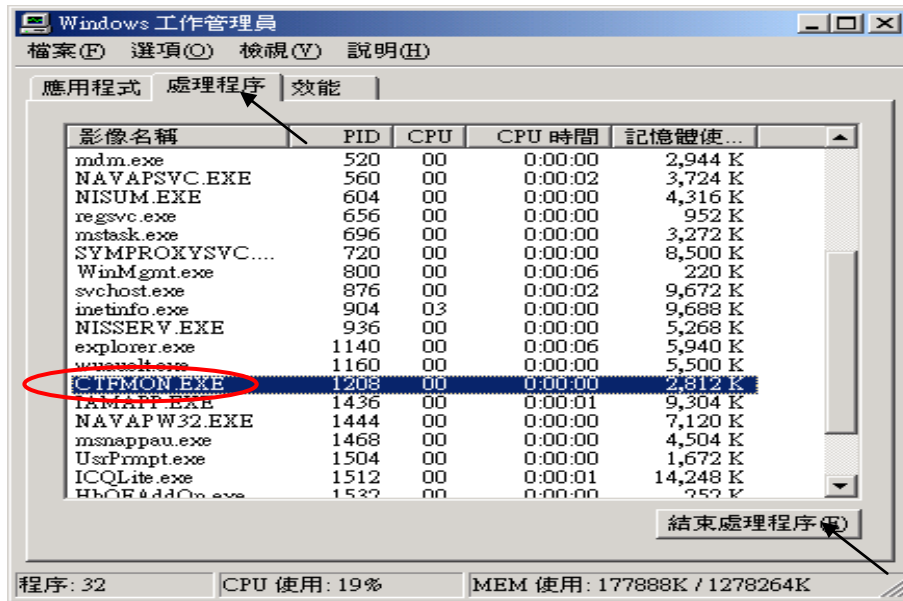 Windows 工作管理員
檔案(F) 選項(O) 檢視(V) 說明(H)
應用程式 處理程序 效能
影像名稱 PID CPU CPU 時間 記憶體使...
mdm.exe 520 00 0:00:00 2,944 K
NAVAPSVC.EXE 560 00 0:00:02 3,724 K
NISUM.EXE 604 00 0:00:00 4,316 K
regsvc.exe 656 00 0:00:00 952 K
mstask.exe 696 00 0:00:00 3,272 K
SYMPROXYSVC.... 720 00 0:00:00 8,500 K
WinMgmt.exe 800 00 0:00:06 220 K
svchost.exe 876 00 0:00:02 9,672 K
inetinfo.exe 904 03 0:00:00 9,688 K
NISSERV.EXE 936 00 0:00:00 5,268 K
explorer.exe 1140 00 0:00:06 5,940 K
wuauclt.exe 1160 00 0:00:00 5,500 K
CTFMON.EXE 1208 00 0:00:00 2,812 K
IAMAPP.EXE 1436 00 0:00:01 9,304 K
NAVAPW32.EXE 1444 00 0:00:00 7,120 K
msnappau.exe 1468 00 0:00:00 4,504 K
UsrPrmpt.exe 1504 00 0:00:00 1,672 K
ICQLite.exe 1512 00 0:00:01 14,248 K
HbOEAddOn.exe 1532 00 0:00:00 252 K
結束處理程序(E)
程序: 32 CPU 使用: 19% MEM 使用: 177888K / 1278264K